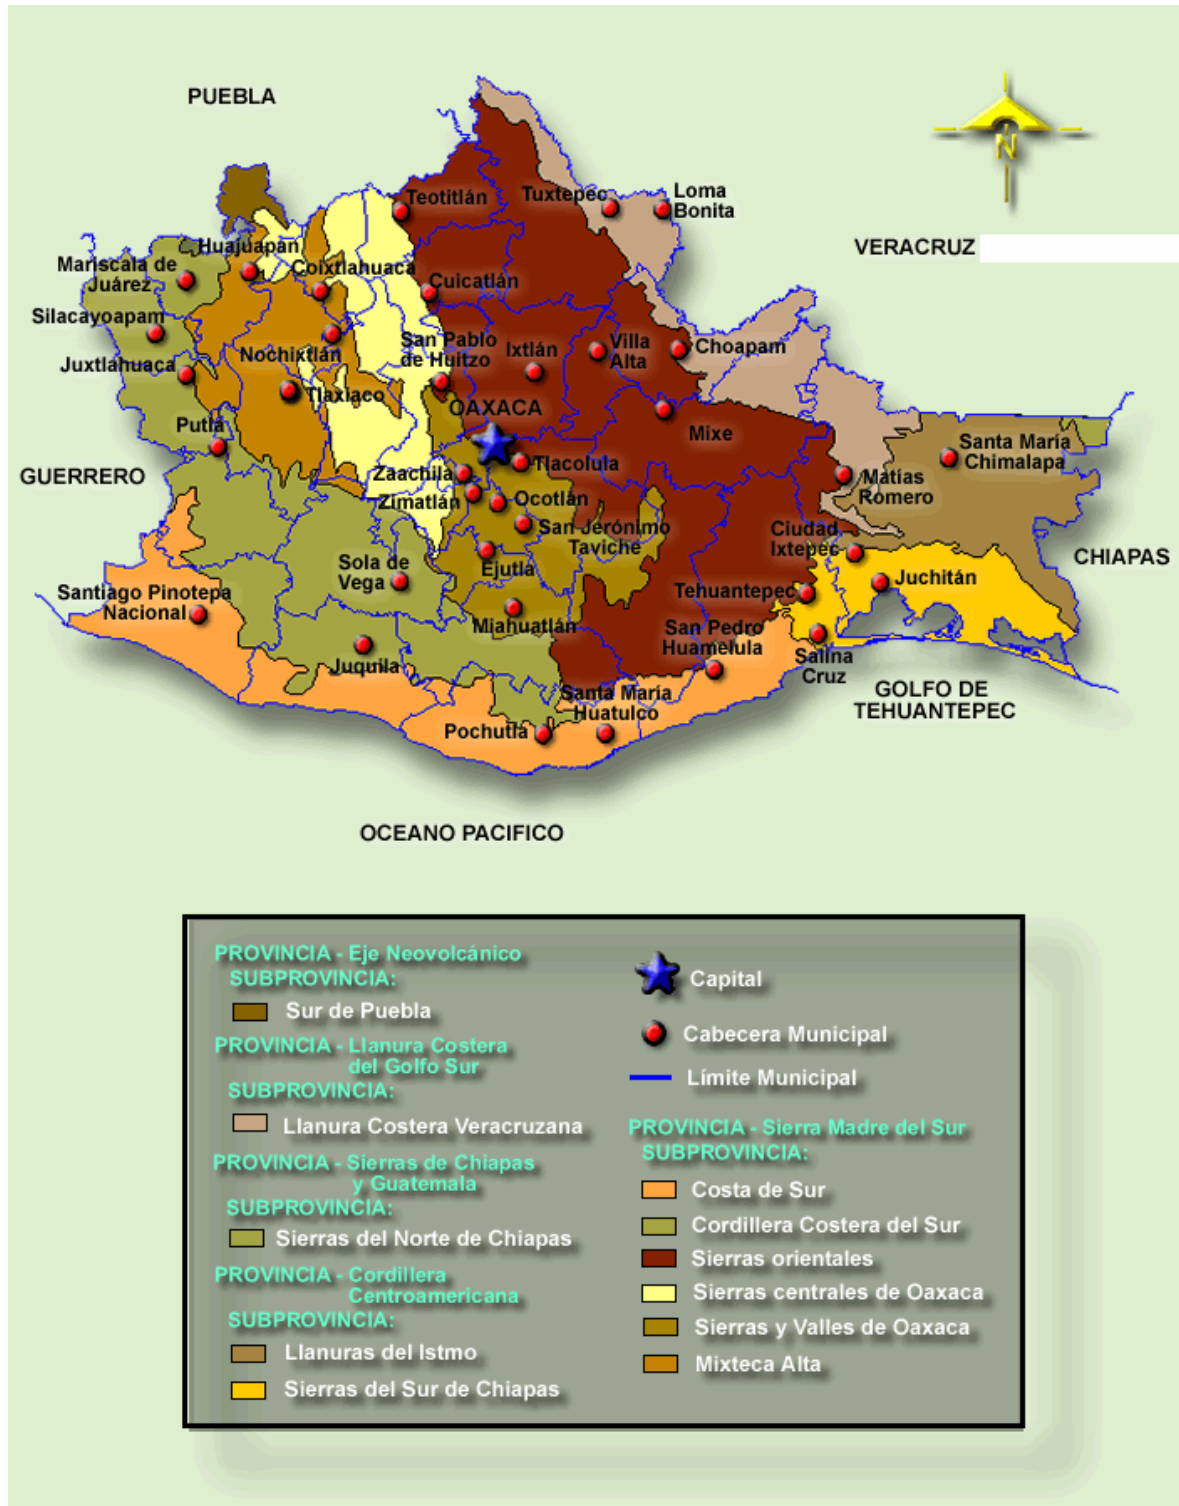 PUEBLA
Teotitlán
Tuxtepec
Loma
Bonita
VERACRUZ
Huajuapan
Mariscala de
Juárez
Coixtlahuaca
Cuicatlán
Silacayoapam
San Pablo
de Huitzo
Ixtlán
Villa
Alta
Choapam
Juxtlahuaca
Nochixtlán
Tlaxiaco
OAXACA
Putla
Mixe
Santa María
Chimalapa
GUERRERO
Zaachila
Tlacolula
Matías
Romero
Zimatlán
Ocotlán
San Jerónimo
Taviche
Ciudad
Ixtepec
CHIAPAS
Sola de
Vega
Ejutla
Juchitán
Santiago Pinotepa
Nacional
Tehuantepec
Miahuatlán
San Pedro
Huamelula
Juquila
Salina
Cruz
Santa María
Huatulco
GOLFO DE
TEHUANTEPEC
Pochutla
N
OCEANO PACIFICO
PROVINCIA - Eje Neovolcánico
SUBPROVINCIA:
Sur de Puebla
PROVINCIA - Llanura Costera
del Golfo Sur
SUBPROVINCIA:
Llanura Costera Veracruzana
PROVINCIA - Sierras de Chiapas
y Guatemala
SUBPROVINCIA:
Sierras del Norte de Chiapas
PROVINCIA - Cordillera
Centroamericana
SUBPROVINCIA:
Llanuras del Istmo
Sierras del Sur de Chiapas
Capital
Cabecera Municipal
Límite Municipal
PROVINCIA - Sierra Madre del Sur
SUBPROVINCIA:
Costa de Sur
Cordillera Costera del Sur
Sierras orientales
Sierras centrales de Oaxaca
Sierras y Valles de Oaxaca
Mixteca Alta